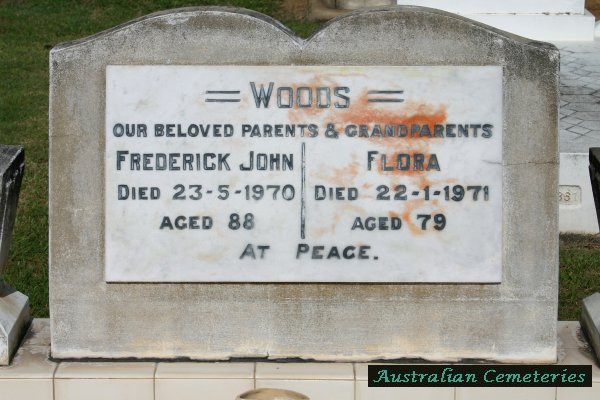 = WOODS =
OUR BELOVED PARENTS & GRANDPARENTS
FREDERICK JOHN
DIED 23-5-1970
AGED 88
FLORA
DIED 22-1-1971
AGED 79
AT PEACE.
Australian Cemeteries